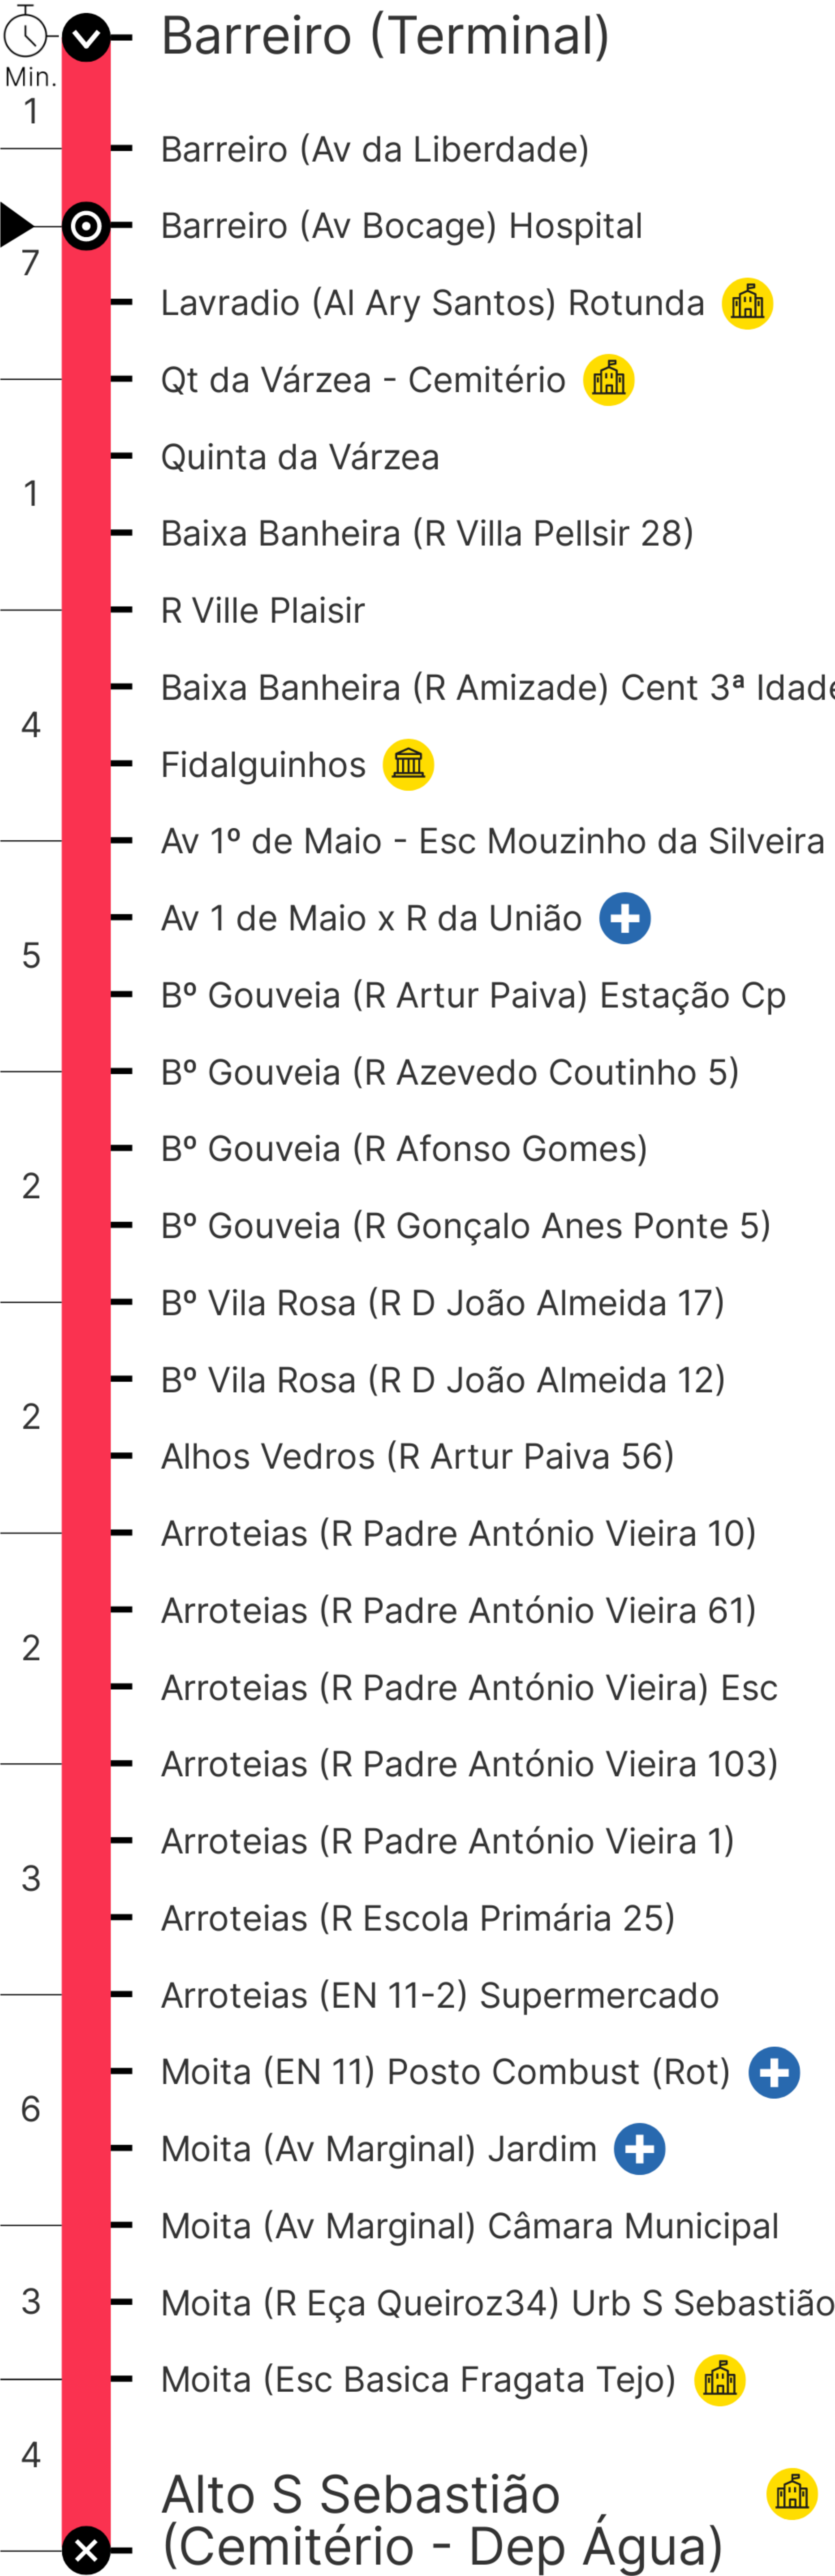 Barreiro (Terminal)
Min.
1
Barreiro (Av da Liberdade)
Barreiro (Av Bocage) Hospital
7
Lavradio (Al Ary Santos) Rotunda
Qt da Várzea - Cemitério
Quinta da Várzea
1
Baixa Banheira (R Villa Pellsir 28)
R Ville Plaisir
Baixa Banheira (R Amizade) Cent 3ª Idade
4
Fidalguinhos
Av 1º de Maio - Esc Mouzinho da Silveira
Av 1 de Maio x R da União
5
Bº Gouveia (R Artur Paiva) Estação Cp
Bº Gouveia (R Azevedo Coutinho 5)
Bº Gouveia (R Afonso Gomes)
2
Bº Gouveia (R Gonçalo Anes Ponte 5)
Bº Vila Rosa (R D João Almeida 17)
Bº Vila Rosa (R D João Almeida 12)
2
Alhos Vedros (R Artur Paiva 56)
Arroteias (R Padre António Vieira 10)
Arroteias (R Padre António Vieira 61)
2
Arroteias (R Padre António Vieira) Esc
Arroteias (R Padre António Vieira 103)
Arroteias (R Padre António Vieira 1)
3
Arroteias (R Escola Primária 25)
Arroteias (EN 11-2) Supermercado
Moita (EN 11) Posto Combust (Rot)
6
Moita (Av Marginal) Jardim
Moita (Av Marginal) Câmara Municipal
3
Moita (R Eça Queiroz34) Urb S Sebastião
Moita (Esc Basica Fragata Tejo)
4
Alto S Sebastião
(Cemitério - Dep Água)